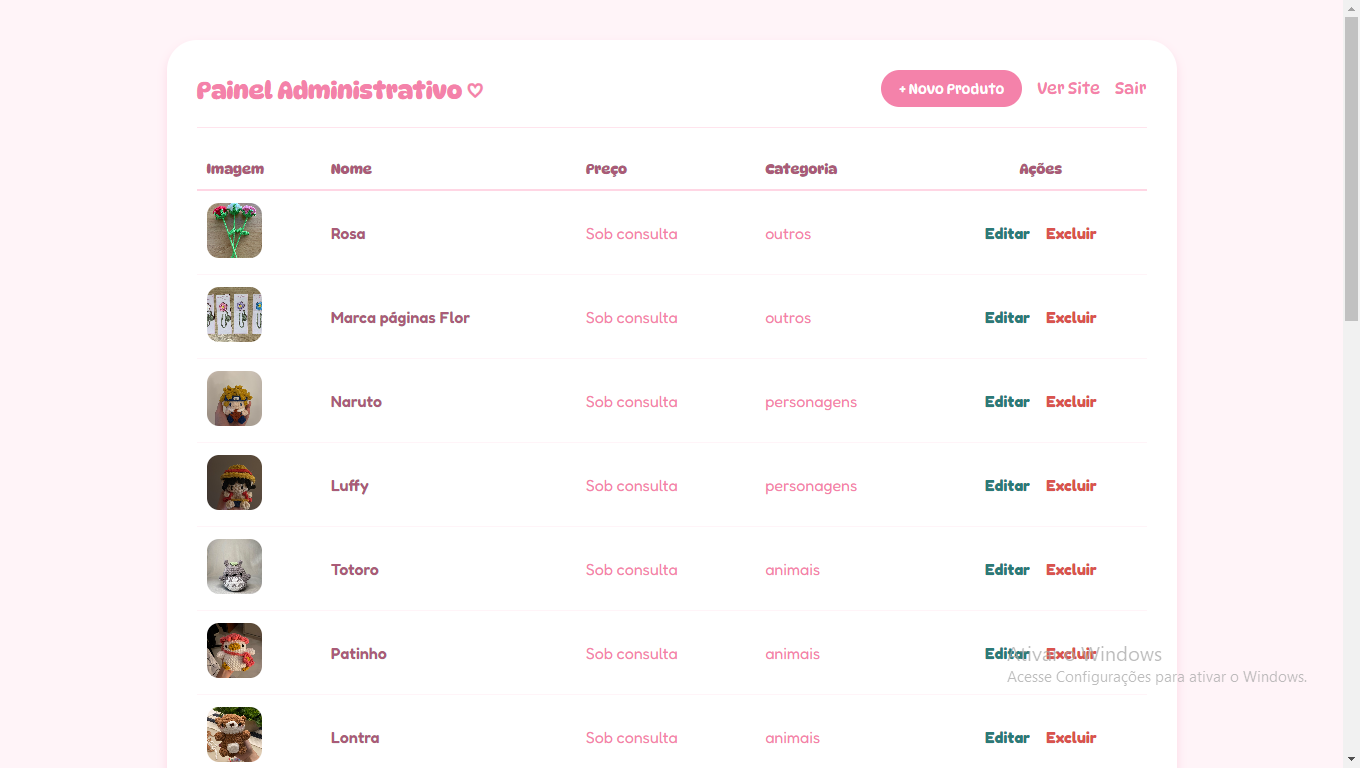 Painel Administrativo ♡
+ Novo Produto Ver Site Sair
Imagem Nome Preço Categoria Ações
Rosa Sob consulta outros Editar Excluir
Marca páginas Flor Sob consulta outros Editar Excluir
Naruto Sob consulta personagens Editar Excluir
Luffy Sob consulta personagens Editar Excluir
Totoro Sob consulta animais Editar Excluir
Patinho Sob consulta animais Editar Excluir
Ativar o Windows
Acesse Configurações para ativar o Windows.
Lontra Sob consulta animais Editar Excluir